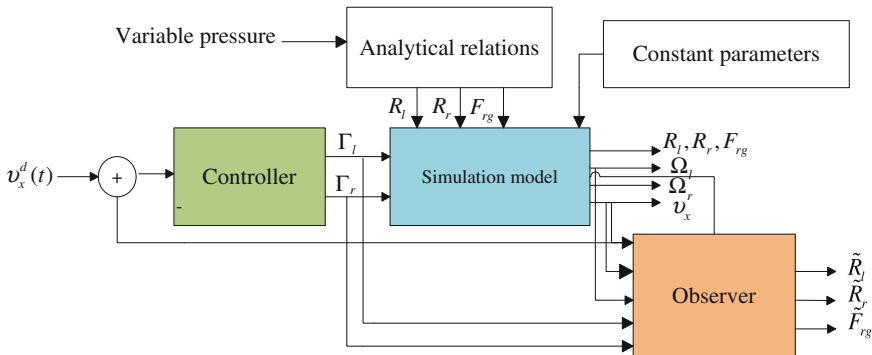 Variable pressure
Analytical relations
Constant parameters
R_l R_r F_rg
υ_x^d(t)
+
-
Controller
Γ_l
Γ_r
Simulation model
R_l, R_r, F_rg
Ω_l
Ω_r
υ_x
Observer
R̃_l
R̃_r
F̃_rg